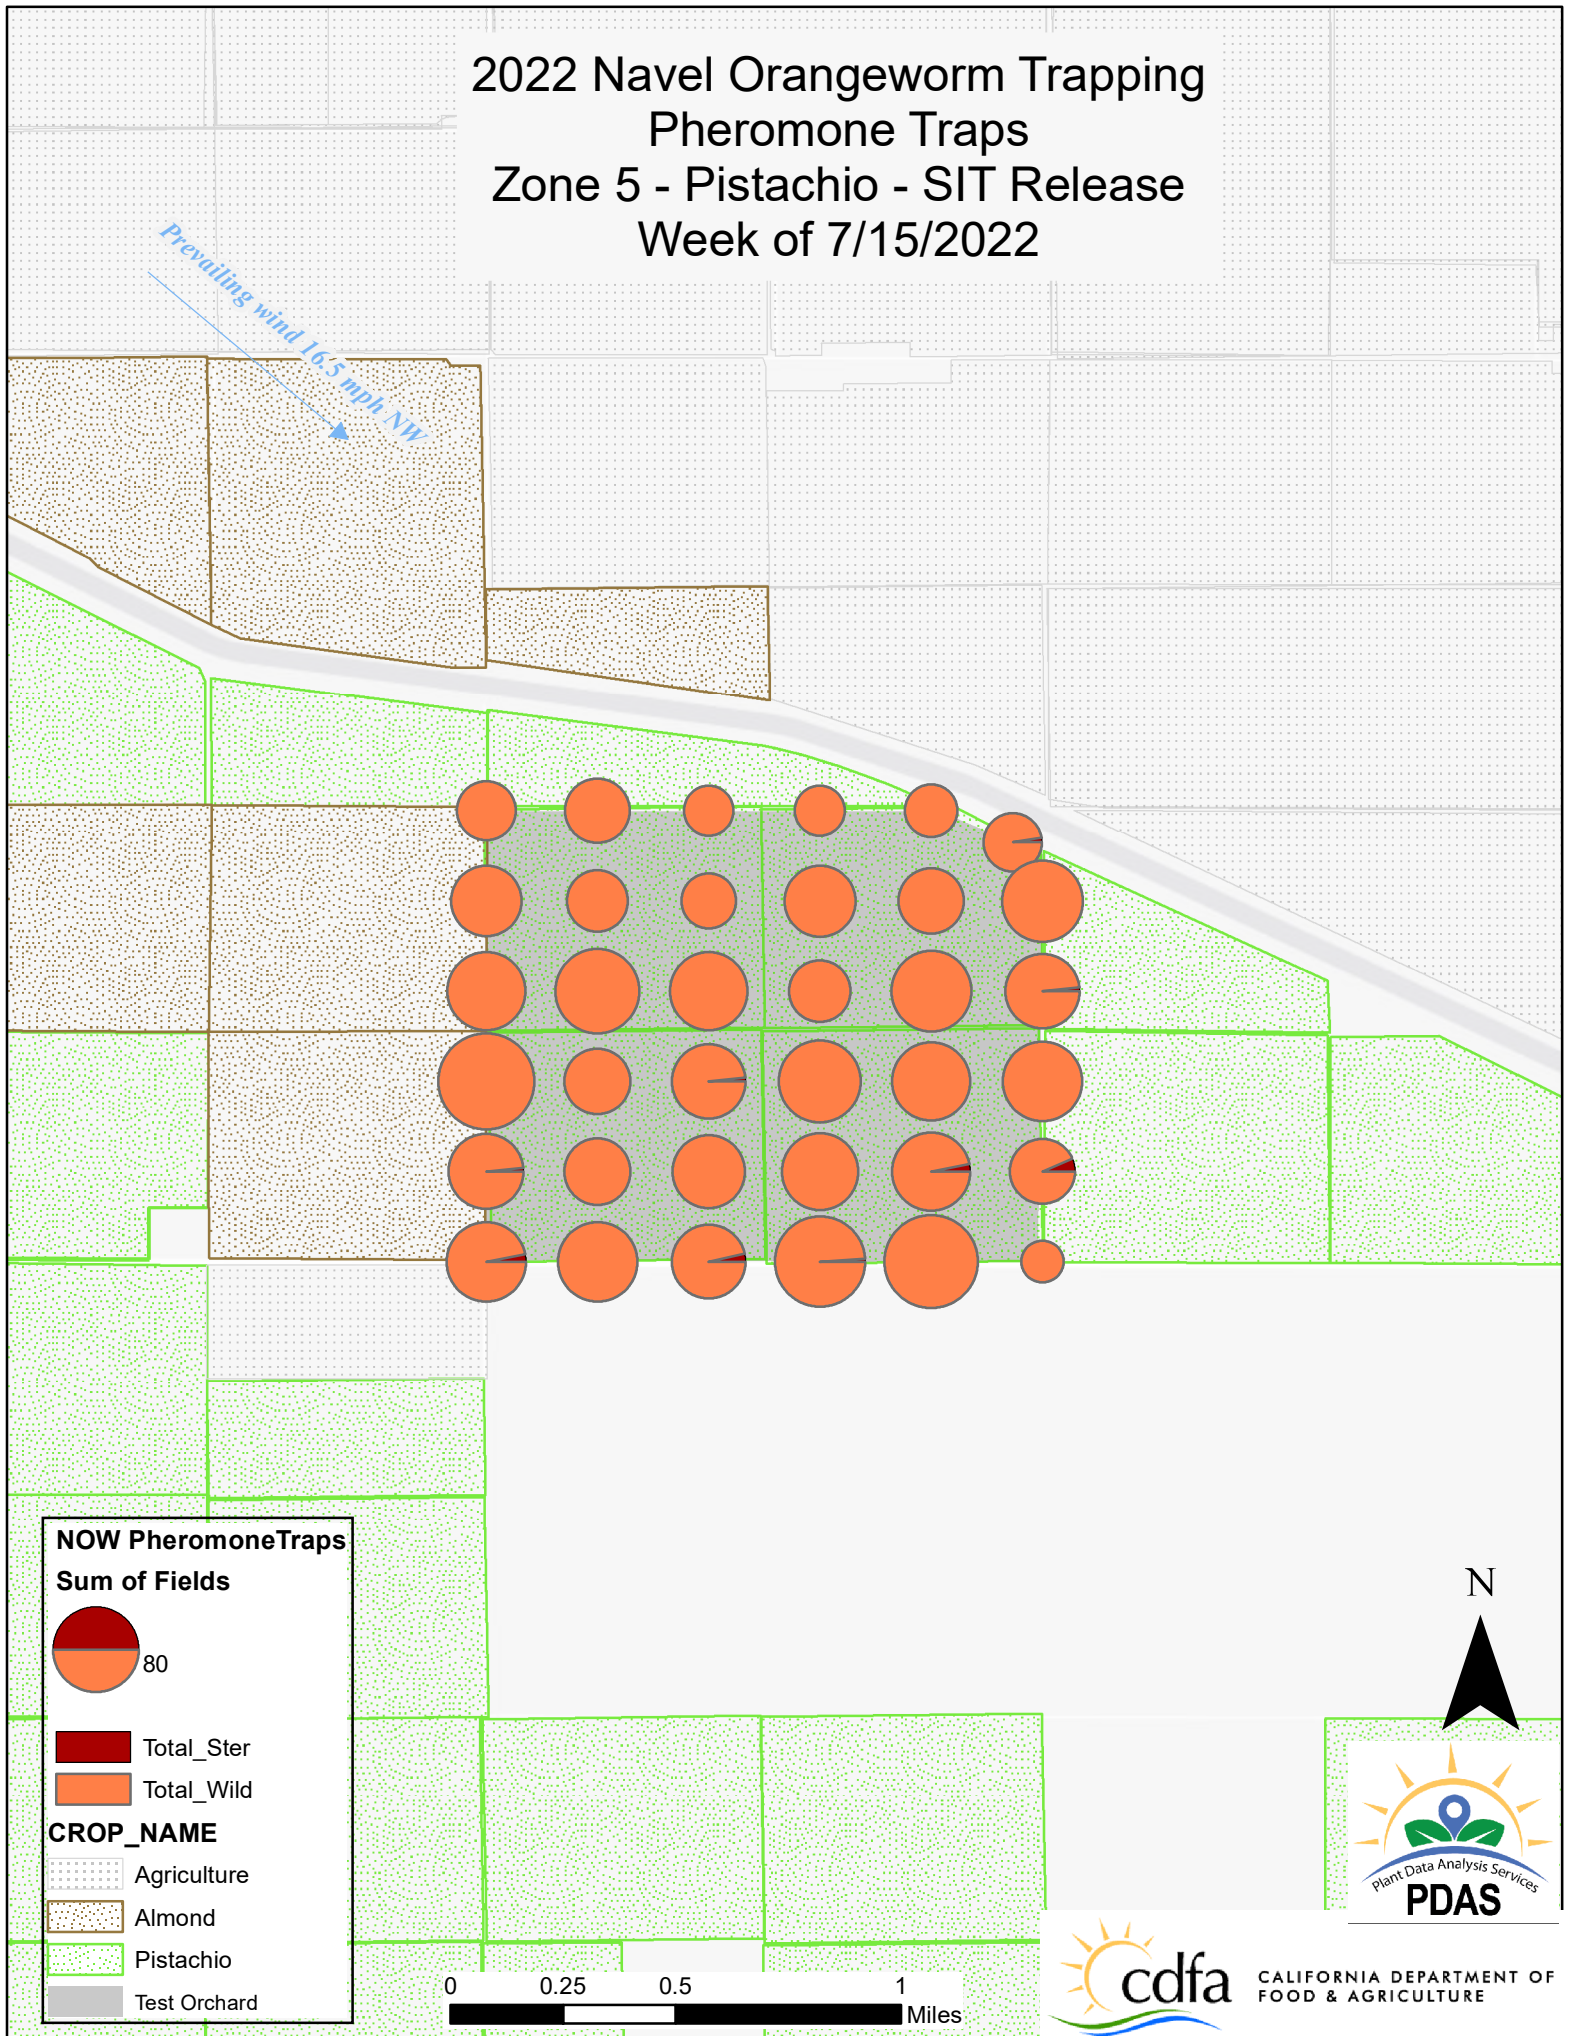 2022 Navel Orangeworm Trapping
Pheromone Traps
Zone 5 - Pistachio - SIT Release
Week of 7/15/2022
Prevailing wind 16.5 mph NW
NOW PheromoneTraps
Sum of Fields
80
Total_Ster
Total_Wild
CROP_NAME
Agriculture
Almond
Pistachio
Test Orchard
0 0.25 0.5 1
Miles
N
Plant Data Analysis Services
PDAS
cdfa
CALIFORNIA DEPARTMENT OF
FOOD & AGRICULTURE